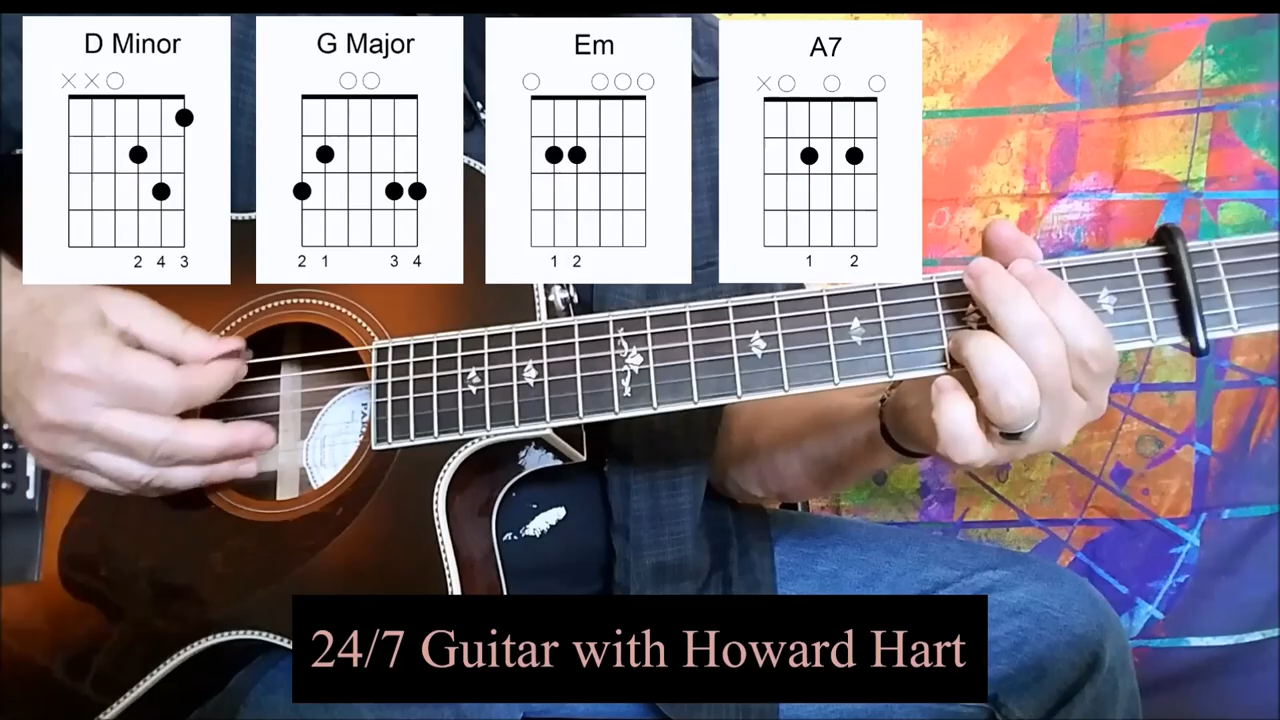 D Minor
××○
2 4 3
G Major
○○
2 1 3 4
Em
○ ○○○
1 2
A7
×○ ○ ○
1 2
24/7 Guitar with Howard Hart